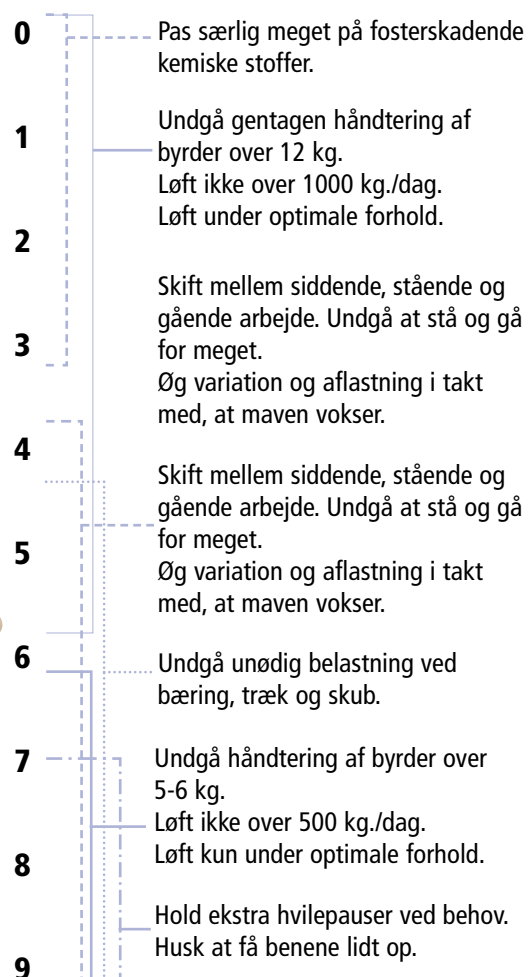 0
Pas særlig meget på fosterskadende
kemiske stoffer.
1
Undgå gentagen håndtering af
byrder over 12 kg.
Løft ikke over 1000 kg./dag.
Løft under optimale forhold.
2
Skift mellem siddende, stående og
gående arbejde. Undgå at stå og gå
for meget.
Øg variation og aflastning i takt
med, at maven vokser.
3
4
Skift mellem siddende, stående og
gående arbejde. Undgå at stå og gå
for meget.
Øg variation og aflastning i takt
med, at maven vokser.
5
6
Undgå unødig belastning ved
bæring, træk og skub.
7
Undgå håndtering af byrder over
5-6 kg.
Løft ikke over 500 kg./dag.
Løft kun under optimale forhold.
8
Hold ekstra hvilepauser ved behov.
Husk at få benene lidt op.
9